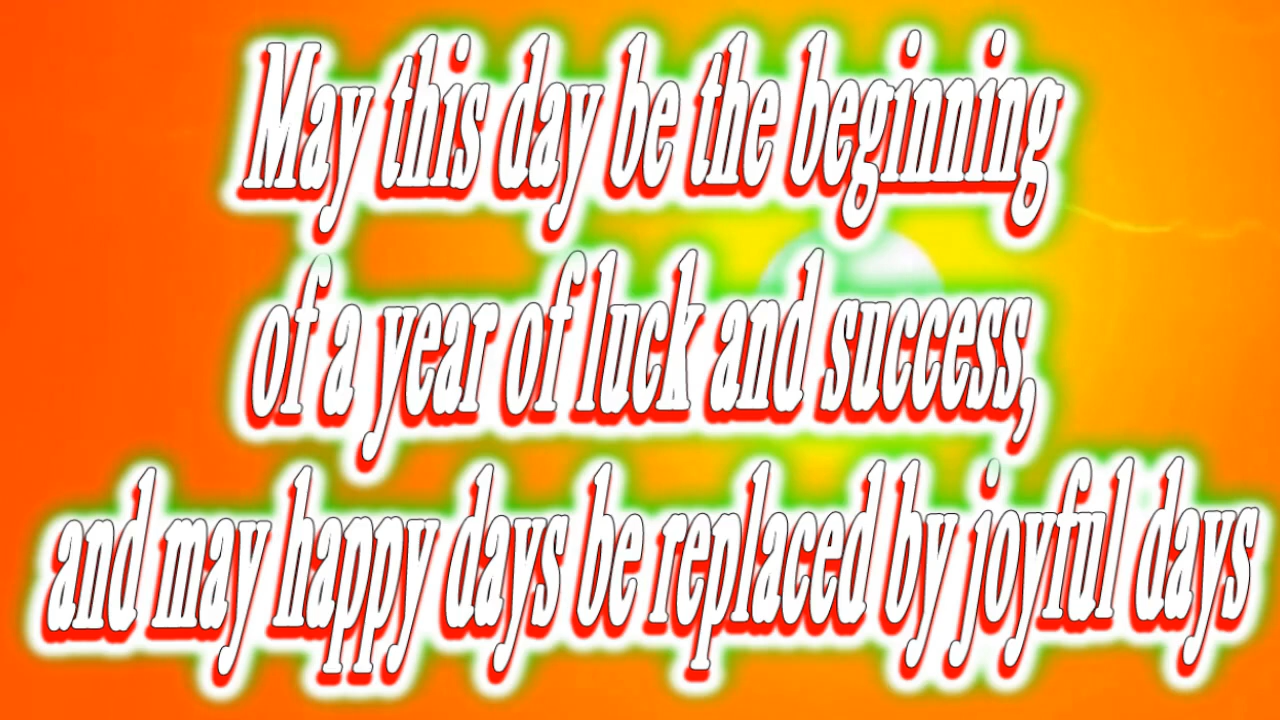 May this day be the beginning
of a year of luck and success,
and may happy days be replaced by joyful days